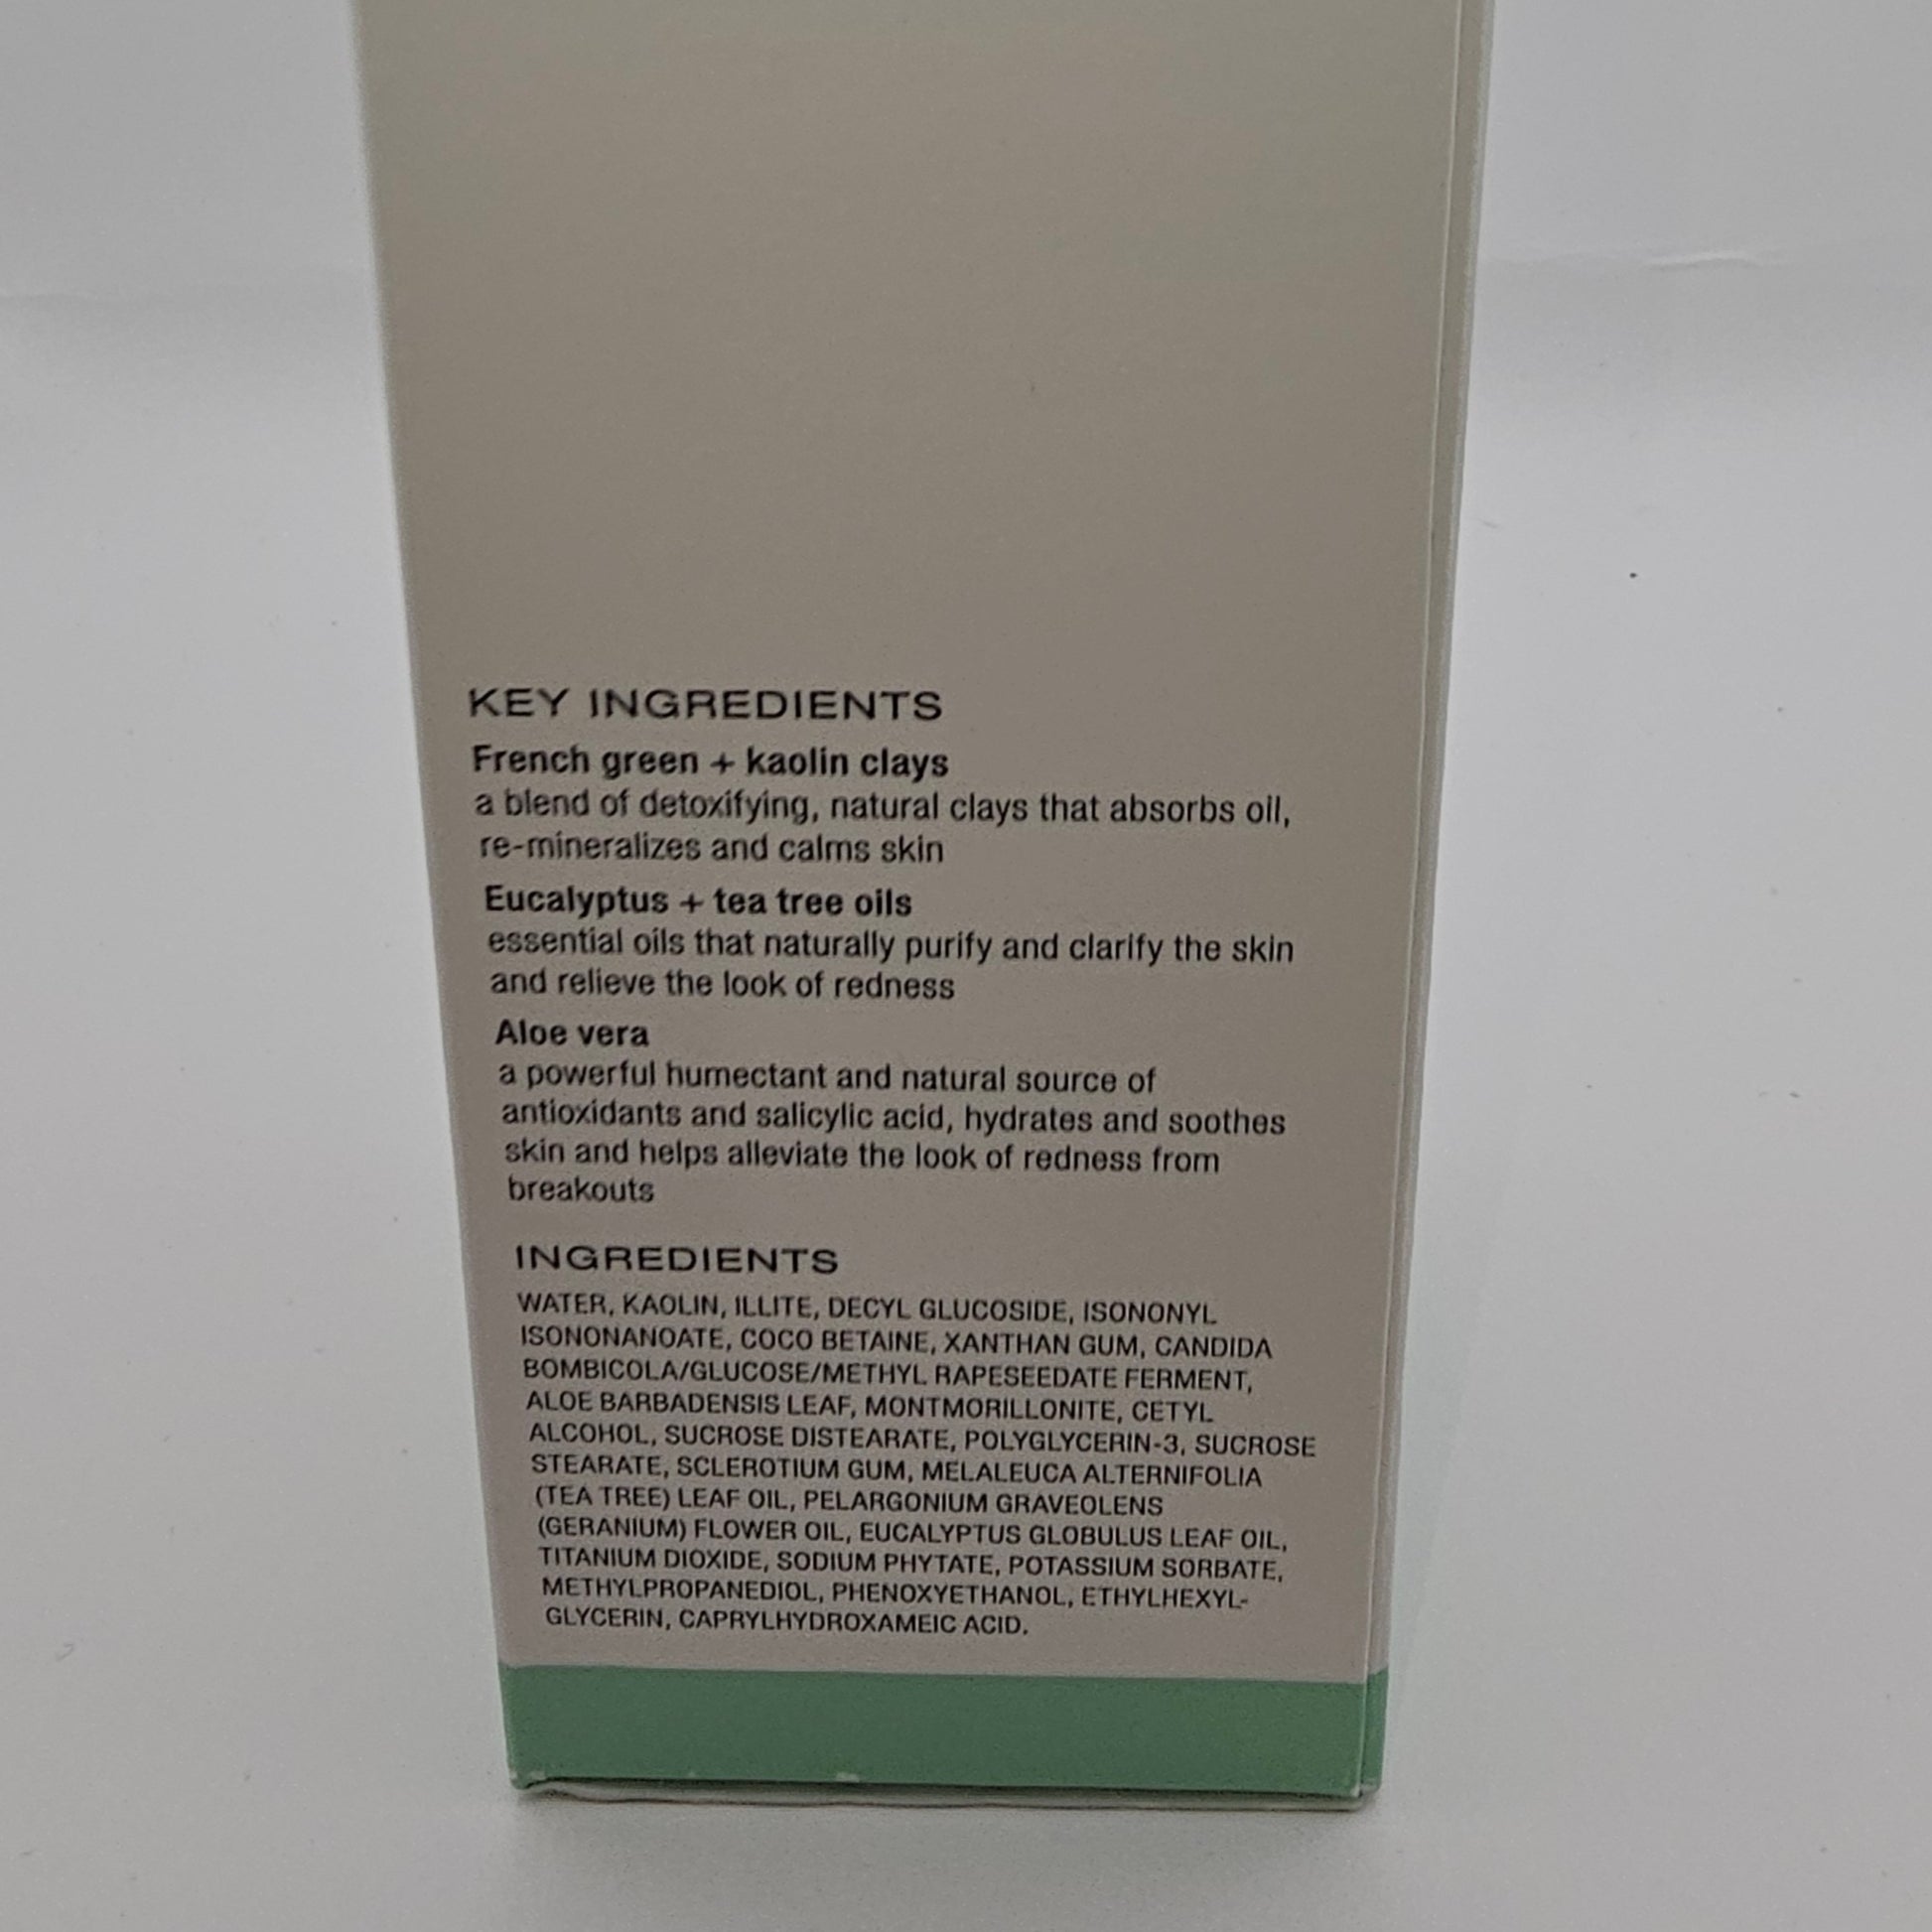 KEY INGREDIENTS
French green + kaolin clays
a blend of detoxifying, natural clays that absorbs oil,
re-mineralizes and calms skin
Eucalyptus + tea tree oils
essential oils that naturally purify and clarify the skin
and relieve the look of redness
Aloe vera
a powerful humectant and natural source of
antioxidants and salicylic acid, hydrates and soothes
skin and helps alleviate the look of redness from
breakouts
INGREDIENTS
WATER, KAOLIN, ILLITE, DECYL GLUCOSIDE, ISONONYL
ISONONANOATE, COCO BETAINE, XANTHAN GUM, CANDIDA
BOMBICOLA/GLUCOSE/METHYL RAPESEEDATE FERMENT,
ALOE BARBADENSIS LEAF, MONTMORILLONITE, CETYL
ALCOHOL, SUCROSE DISTEARATE, POLYGLYCERIN-3, SUCROSE
STEARATE, SCLEROTIUM GUM, MELALEUCA ALTERNIFOLIA
(TEA TREE) LEAF OIL, PELARGONIUM GRAVEOLENS
(GERANIUM) FLOWER OIL, EUCALYPTUS GLOBULUS LEAF OIL,
TITANIUM DIOXIDE, SODIUM PHYTATE, POTASSIUM SORBATE,
METHYLPROPANEDIOL, PHENOXYETHANOL, ETHYLHEXYL-
GLYCERIN, CAPRYLHYDROXAMEIC ACID.